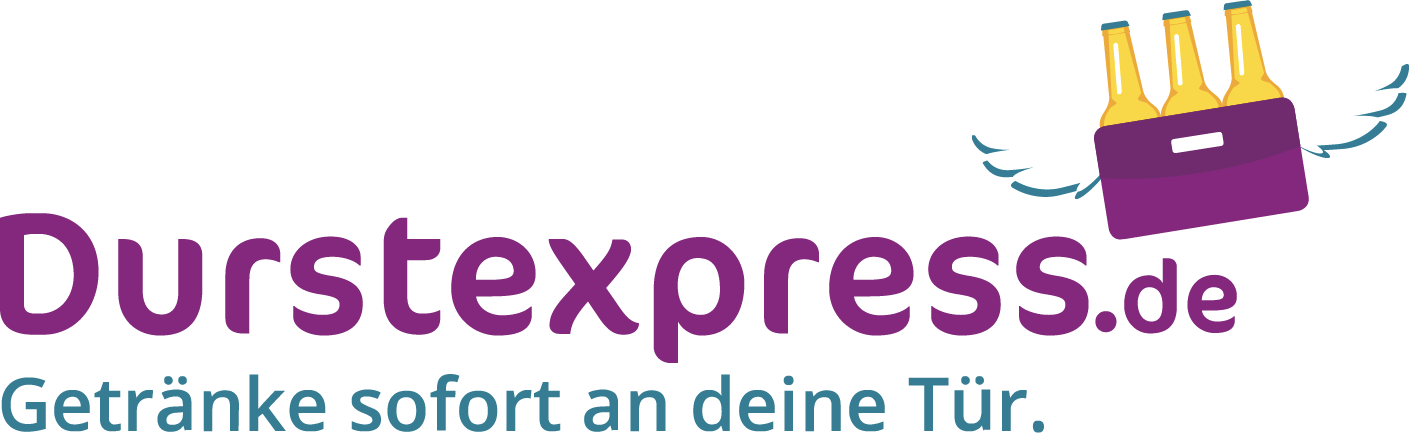 Durstexpress.de
Getränke sofort an deine Tür.